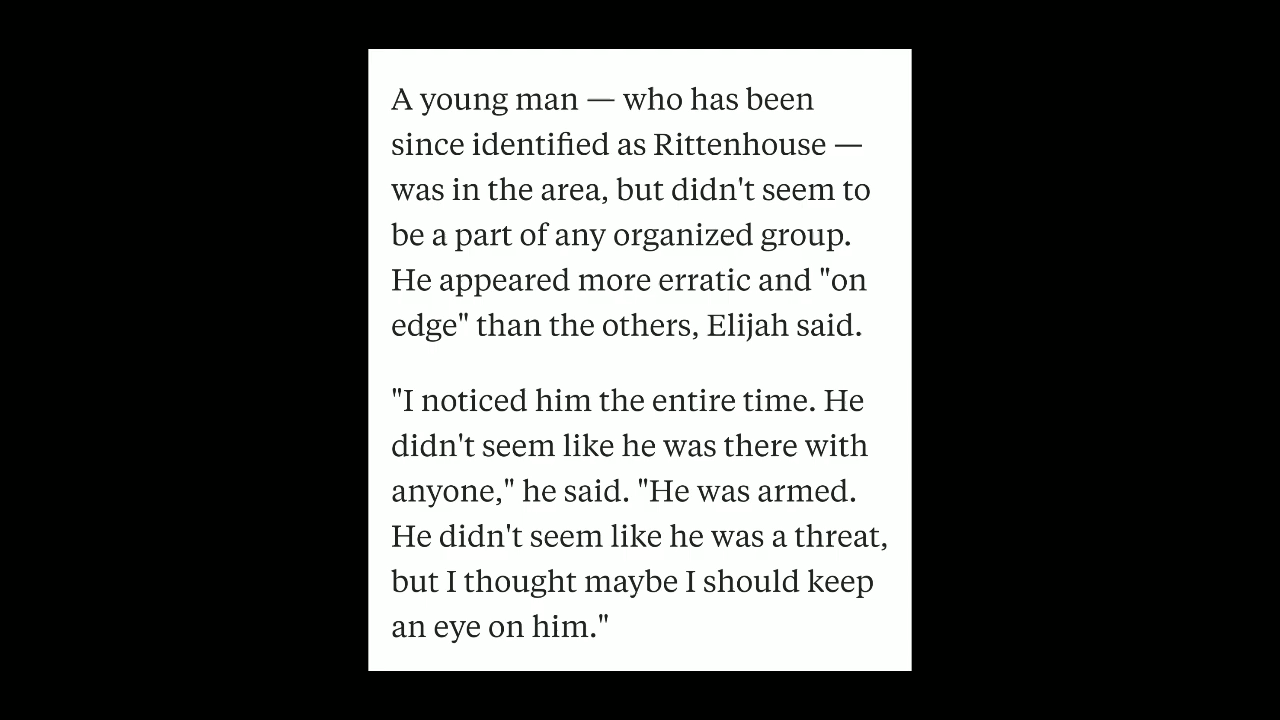 A young man — who has been
since identified as Rittenhouse —
was in the area, but didn't seem to
be a part of any organized group.
He appeared more erratic and "on
edge" than the others, Elijah said.
"I noticed him the entire time. He
didn't seem like he was there with
anyone," he said. "He was armed.
He didn't seem like he was a threat,
but I thought maybe I should keep
an eye on him."